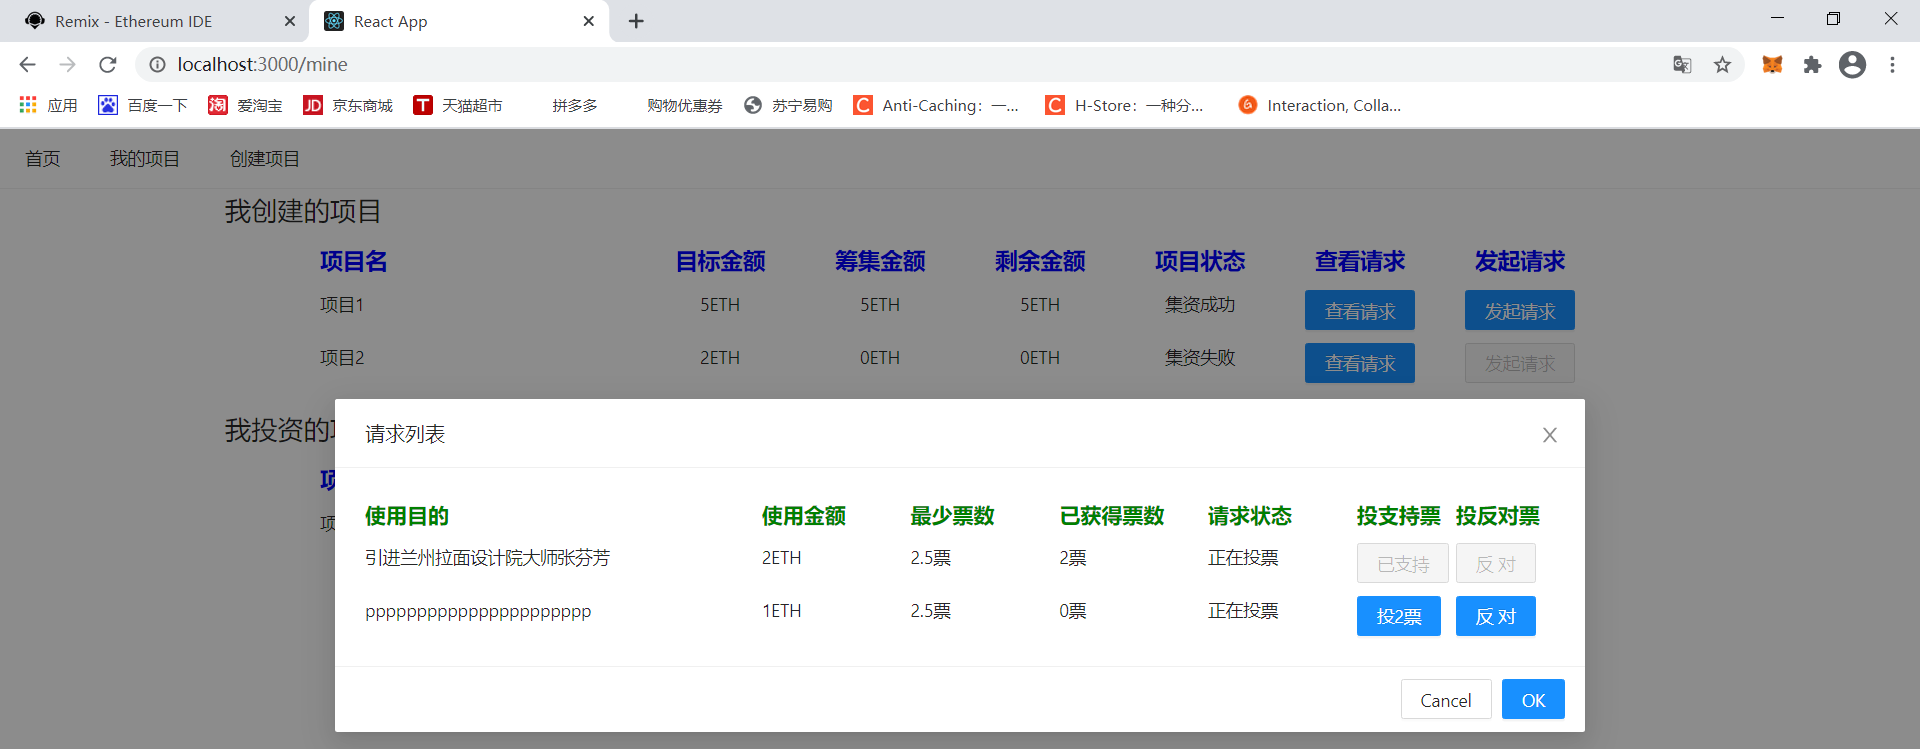 Remix - Ethereum IDE
React App
localhost:3000/mine
应用 百度一下 爱淘宝 京东商城 天猫超市 拼多多 购物优惠券 苏宁易购 Anti-Caching：一... H-Store：一种分... Interaction, Colla...
首页 我的项目 创建项目
我创建的项目
项目名 目标金额 筹集金额 剩余金额 项目状态 查看请求 发起请求
项目1 5ETH 5ETH 5ETH 集资成功 查看请求 发起请求
项目2 2ETH 0ETH 0ETH 集资失败 查看请求 发起请求
我投资的
请求列表
使用目的 使用金额 最少票数 已获得票数 请求状态 投支持票 投反对票
引进兰州拉面设计院大师张芬芳 2ETH 2.5票 2票 正在投票 已支持 反 对
pppppppppppppppppppppp 1ETH 2.5票 0票 正在投票 投2票 反 对
Cancel OK